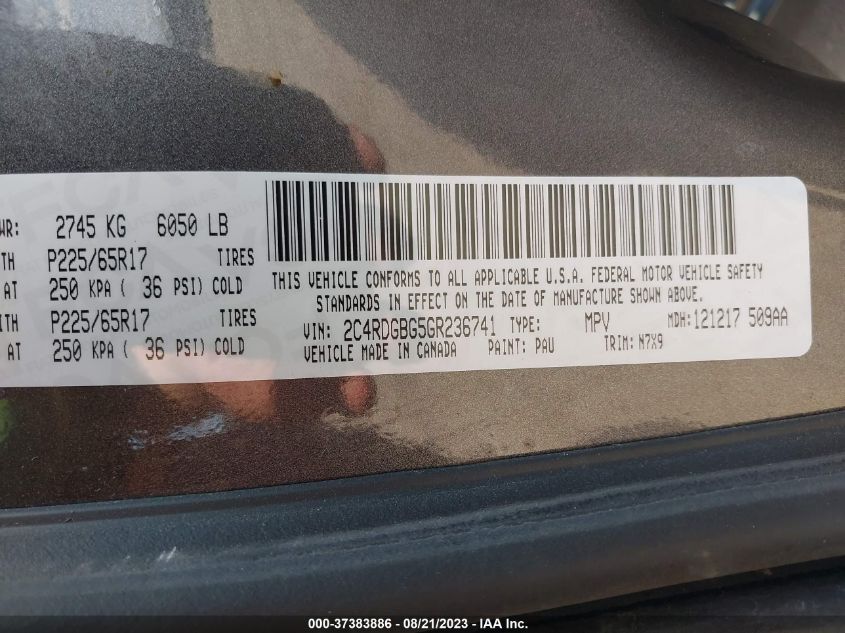 WR: 2745 KG 6050 LB
TH P225/65R17 TIRES
AT 250 KPA ( 36 PSI) COLD
ITH P225/65R17 TIRES
AT 250 KPA ( 36 PSI) COLD
THIS VEHICLE CONFORMS TO ALL APPLICABLE U.S.A. FEDERAL MOTOR VEHICLE SAFETY
STANDARDS IN EFFECT ON THE DATE OF MANUFACTURE SHOWN ABOVE.
VIN: 2C4RDGBG5GR236741 TYPE: MPV MDH:121217 509AA
VEHICLE MADE IN CANADA PAINT: PAU TRIM: N7X9
000-37383886 - 08/21/2023 - IAA Inc.